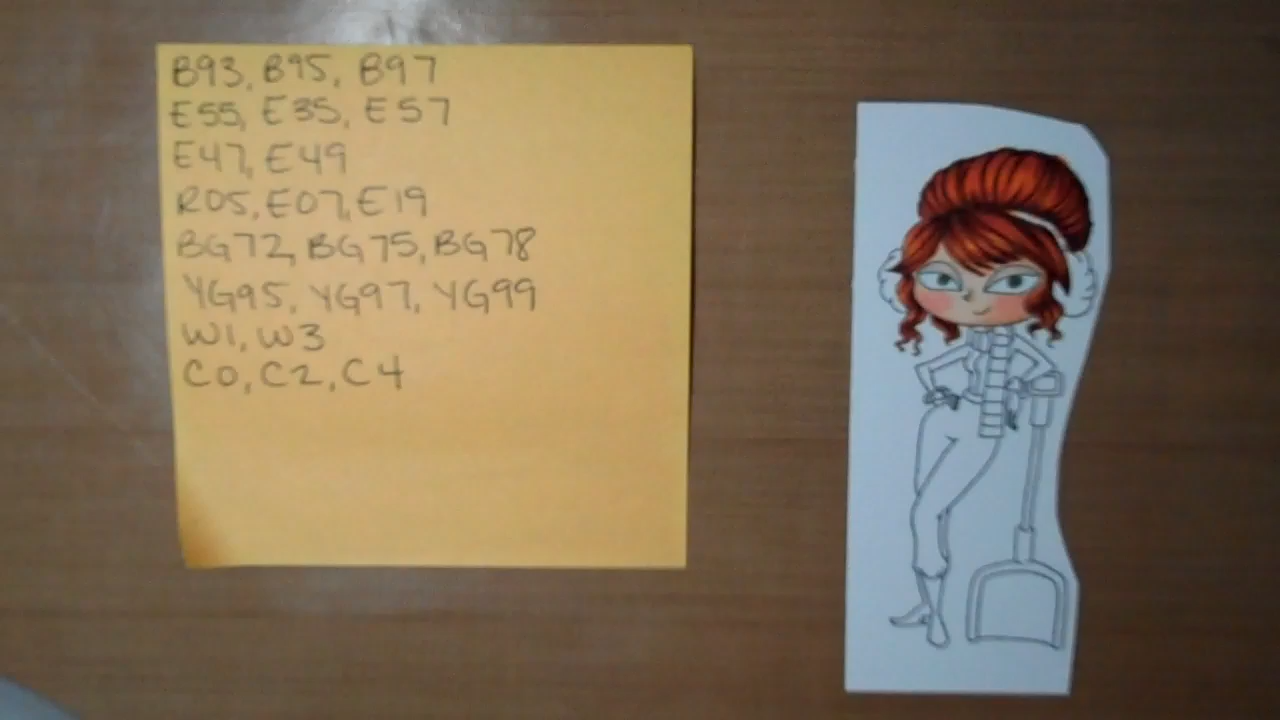 B93, B95, B97
E55, E35, E57
E47, E49
R05, E07, E19
BG72, BG75, BG78
YG95, YG97, YG99
W1, W3
C0, C2, C4